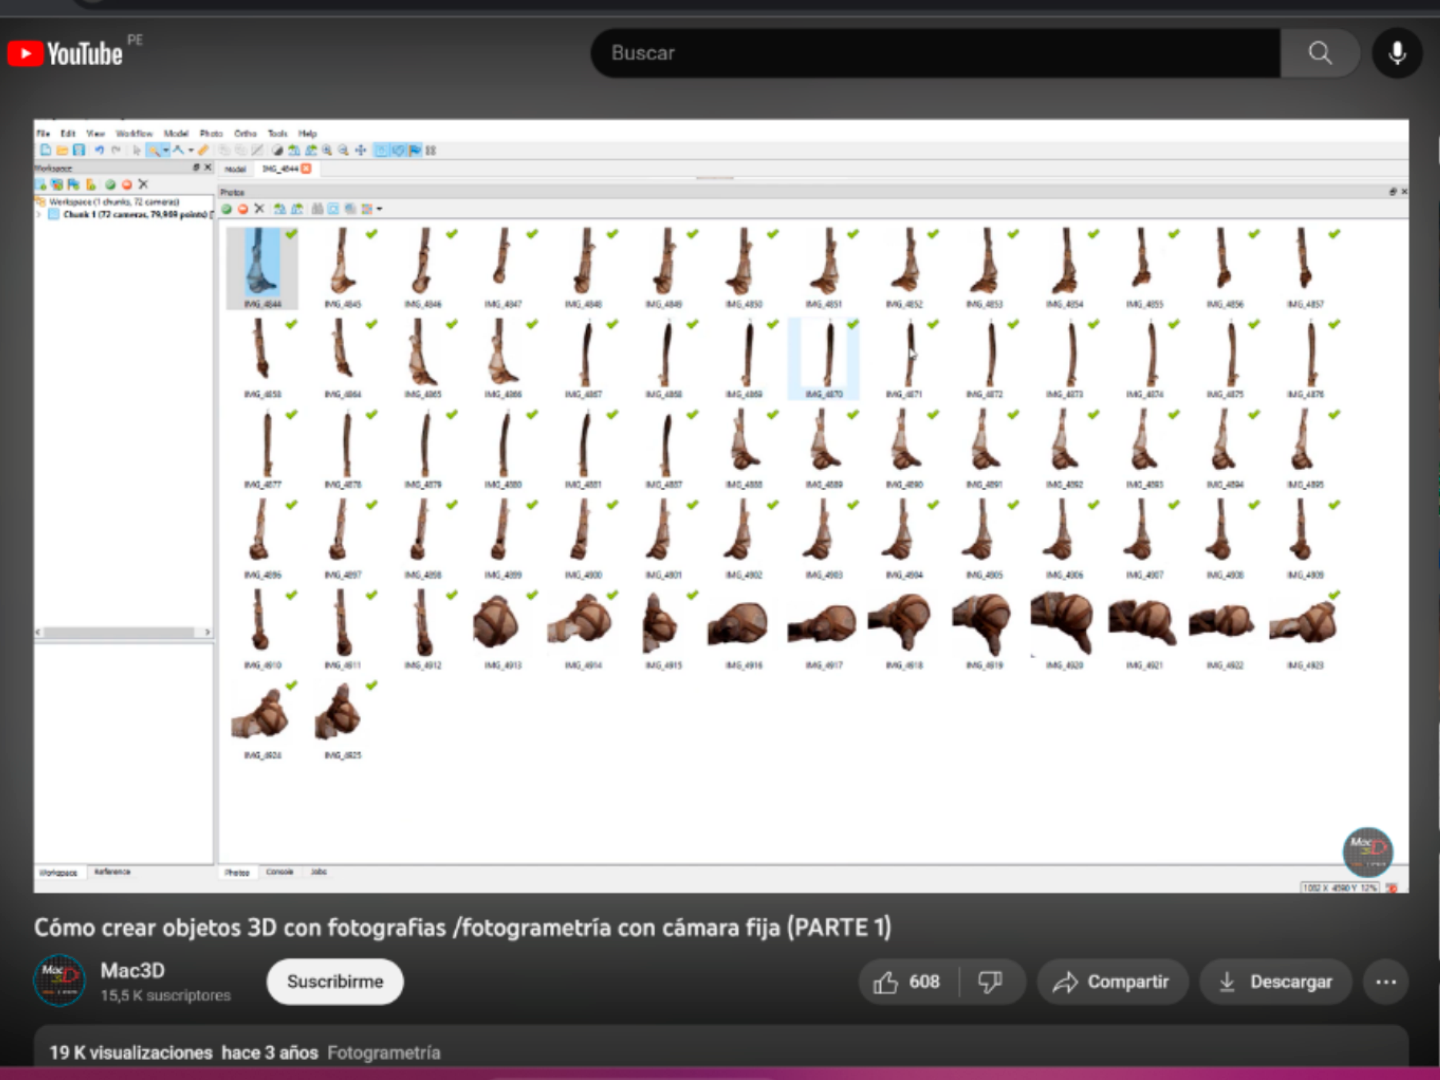 YouTube PE
Buscar
File Edit View Workflow Model Photo Ortho Tools Help
Workspace
Model IMG_4844
Photos
Workspace (1 chunks, 72 cameras)
Chunk 1 (72 cameras, 79,969 points) [
IMG_4844 IMG_4845 IMG_4846 IMG_4847 IMG_4848 IMG_4849 IMG_4850 IMG_4851 IMG_4852 IMG_4853 IMG_4854 IMG_4855 IMG_4856 IMG_4857
IMG_4858 IMG_4864 IMG_4865 IMG_4866 IMG_4867 IMG_4868 IMG_4869 IMG_4870 IMG_4871 IMG_4872 IMG_4873 IMG_4874 IMG_4875 IMG_4876
IMG_4877 IMG_4878 IMG_4879 IMG_4880 IMG_4881 IMG_4887 IMG_4888 IMG_4889 IMG_4890 IMG_4891 IMG_4892 IMG_4893 IMG_4894 IMG_4895
IMG_4896 IMG_4897 IMG_4898 IMG_4899 IMG_4900 IMG_4901 IMG_4902 IMG_4903 IMG_4904 IMG_4905 IMG_4906 IMG_4907 IMG_4908 IMG_4909
IMG_4910 IMG_4911 IMG_4912 IMG_4913 IMG_4914 IMG_4915 IMG_4916 IMG_4917 IMG_4918 IMG_4919 IMG_4920 IMG_4921 IMG_4922 IMG_4923
IMG_4924 IMG_4925
Mac 3D
Workspace Reference Photos Console Jobs
12%
Cómo crear objetos 3D con fotografias /fotogrametría con cámara fija (PARTE 1)
Mac3D
15,5 K suscriptores
Suscribirme
608
Compartir
Descargar
19 K visualizaciones hace 3 años Fotogrametría